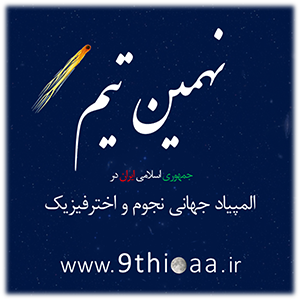 نهمین تیم
جمهوری اسلامی ایران در
المپیاد جهانی نجوم و اخترفیزیک
www.9thioaa.ir